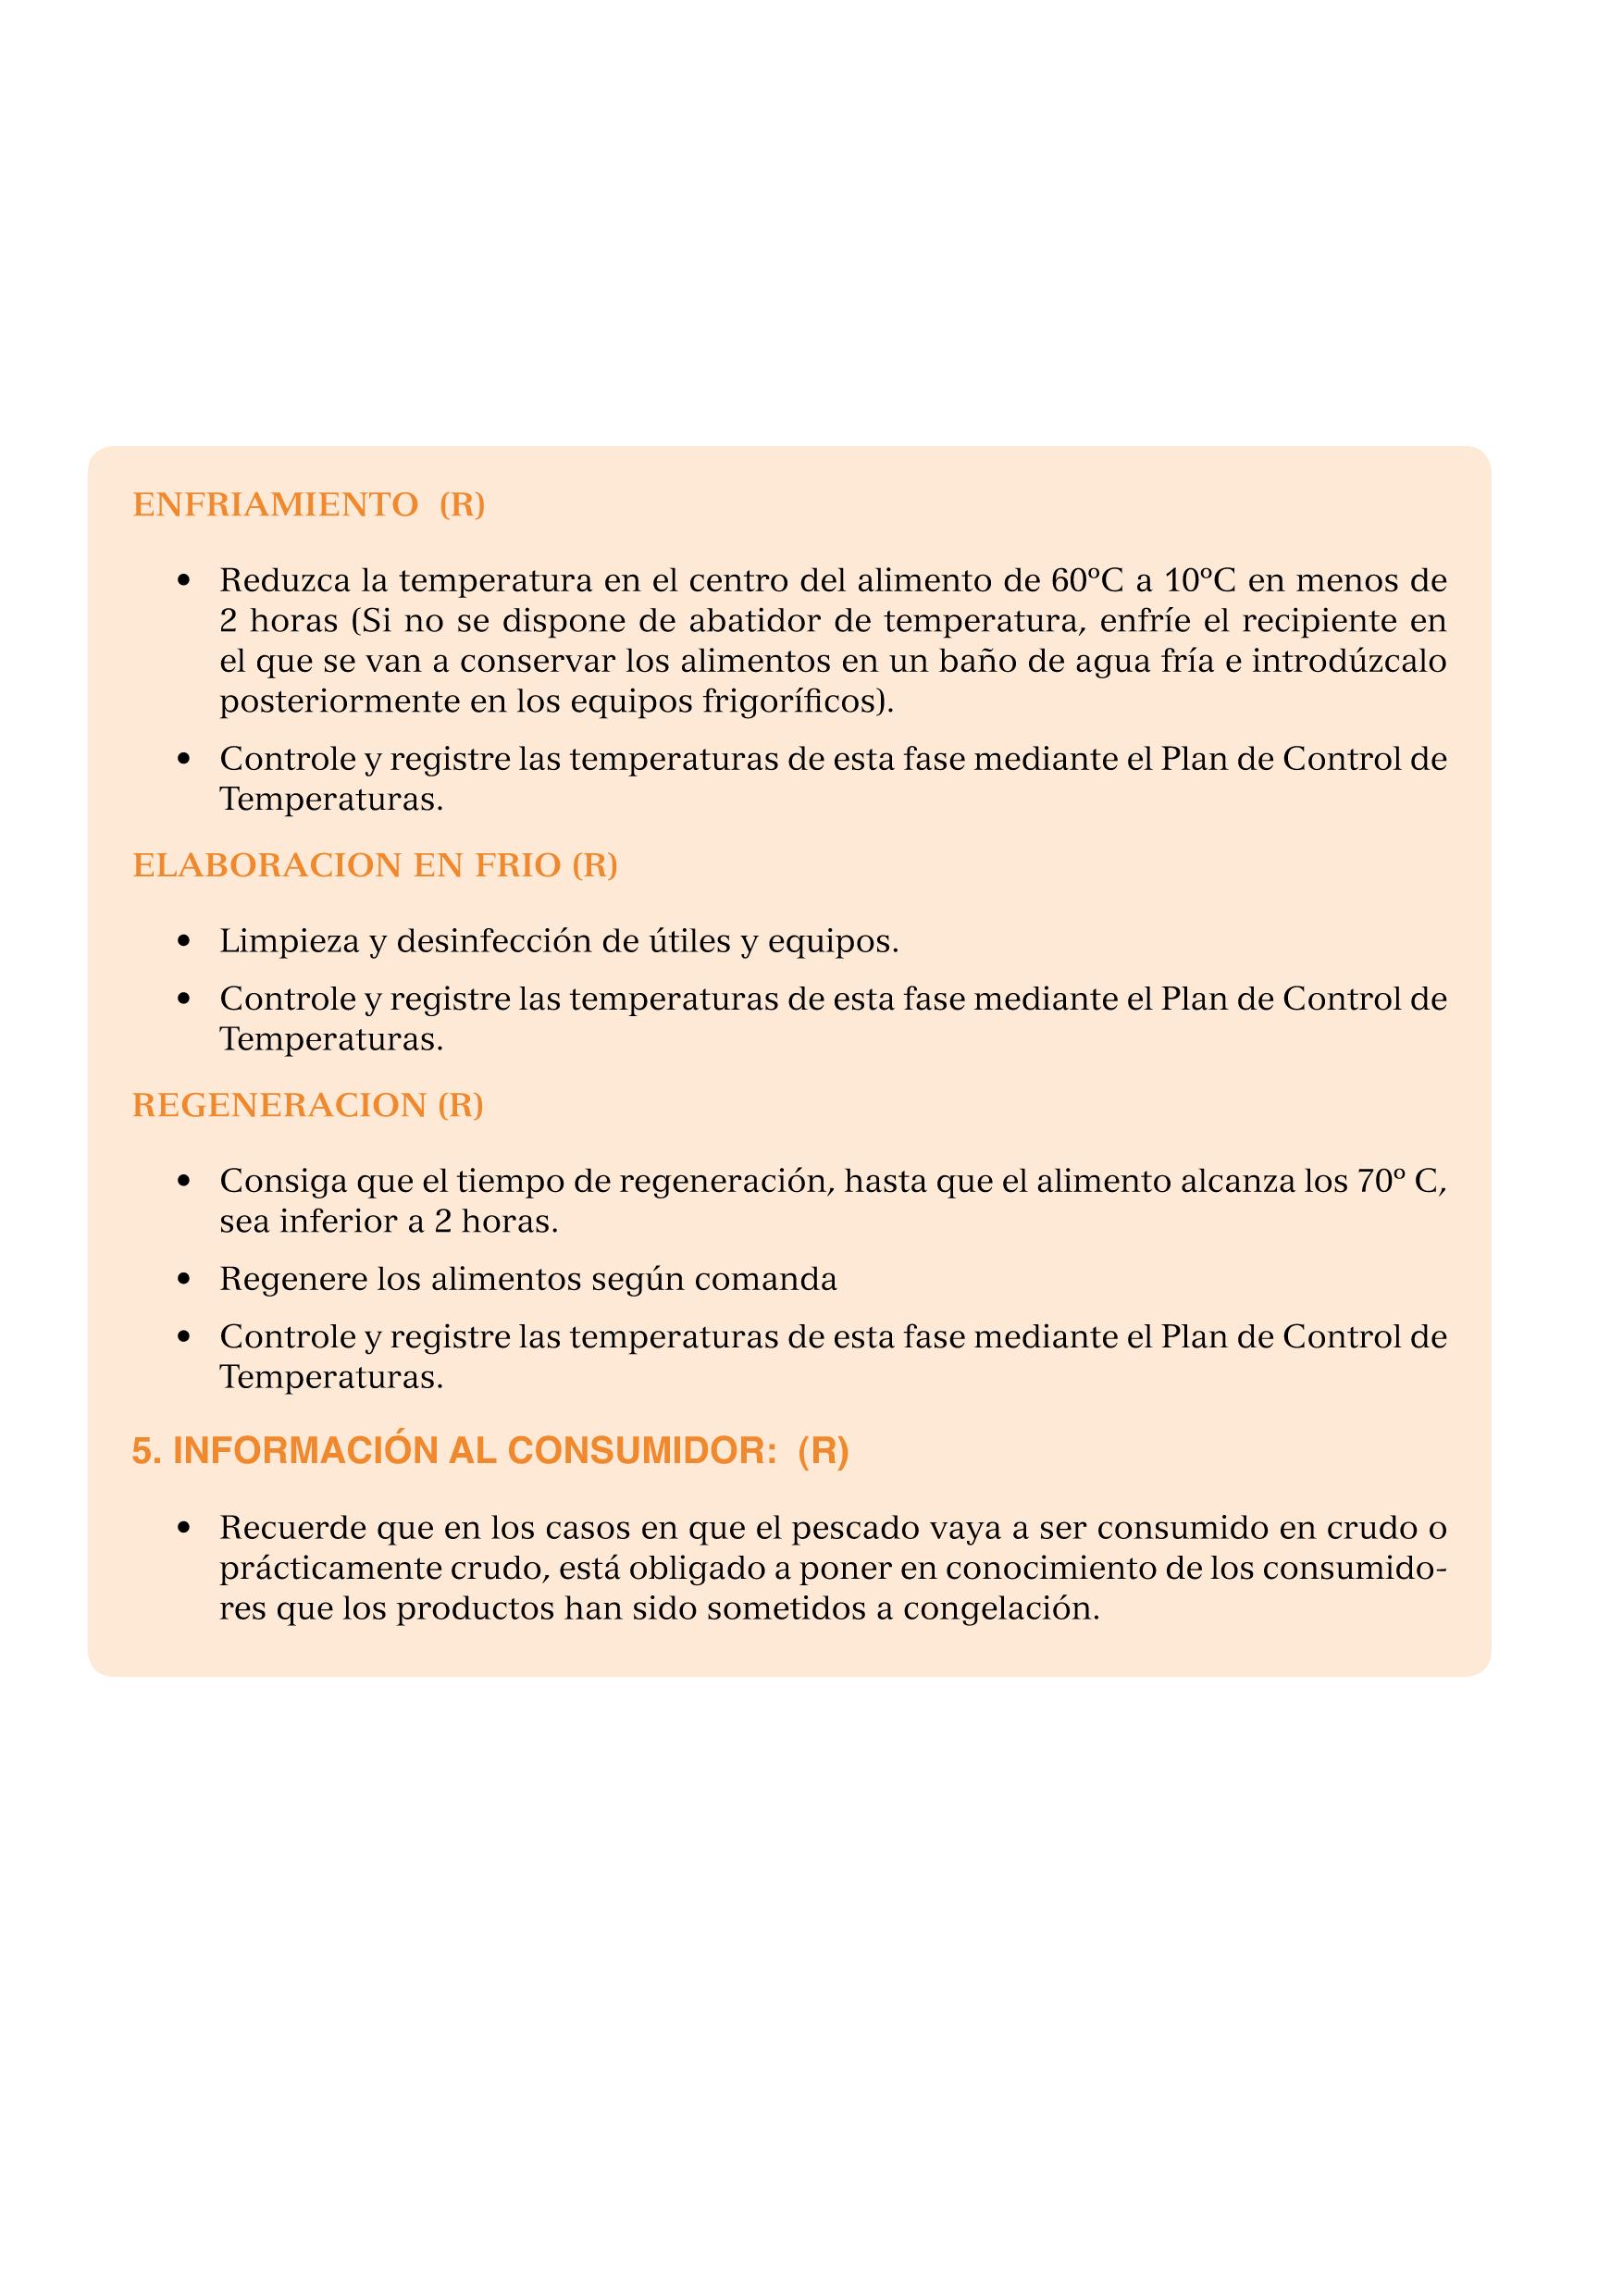 ENFRIAMIENTO  (R)
• Reduzca la temperatura en el centro del alimento de 60ºC a 10ºC en menos de
2 horas (Si no se dispone de abatidor de temperatura, enfríe el recipiente en
el que se van a conservar los alimentos en un baño de agua fría e introdúzcalo
posteriormente en los equipos frigoríficos).
• Controle y registre las temperaturas de esta fase mediante el Plan de Control de
Temperaturas.
ELABORACION EN FRIO (R)
• Limpieza y desinfección de útiles y equipos.
• Controle y registre las temperaturas de esta fase mediante el Plan de Control de
Temperaturas.
REGENERACION (R)
• Consiga que el tiempo de regeneración, hasta que el alimento alcanza los 70º C,
sea inferior a 2 horas.
• Regenere los alimentos según comanda
• Controle y registre las temperaturas de esta fase mediante el Plan de Control de
Temperaturas.
5. INFORMACIÓN AL CONSUMIDOR:  (R)
• Recuerde que en los casos en que el pescado vaya a ser consumido en crudo o
prácticamente crudo, está obligado a poner en conocimiento de los consumido-
res que los productos han sido sometidos a congelación.